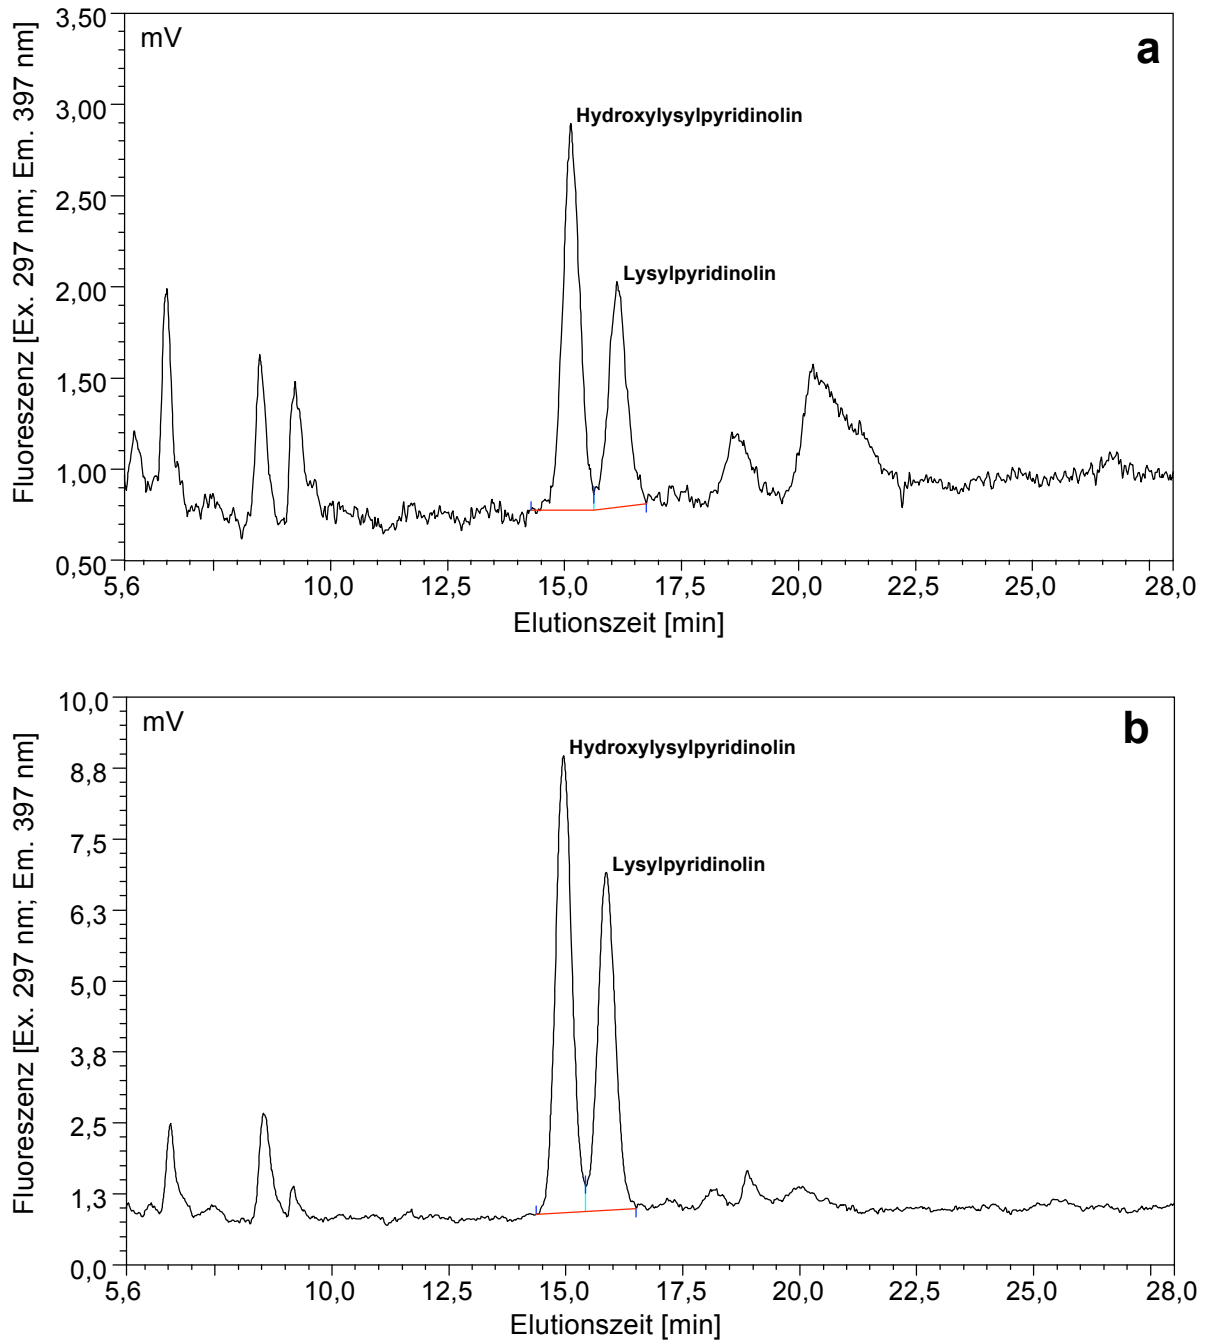 3,50
mV
a
3,00
Hydroxylysylpyridinolin
2,50
Lysylpyridinolin
2,00
1,50
1,00
0,50
Fluoreszenz [Ex. 297 nm; Em. 397 nm]
5,6
10,0
12,5
15,0
17,5
20,0
22,5
25,0
28,0
Elutionszeit [min]
10,0
mV
b
Hydroxylysylpyridinolin
8,8
7,5
Lysylpyridinolin
6,3
5,0
3,8
2,5
1,3
0,0
Fluoreszenz [Ex. 297 nm; Em. 397 nm]
5,6
10,0
12,5
15,0
17,5
20,0
22,5
25,0
28,0
Elutionszeit [min]